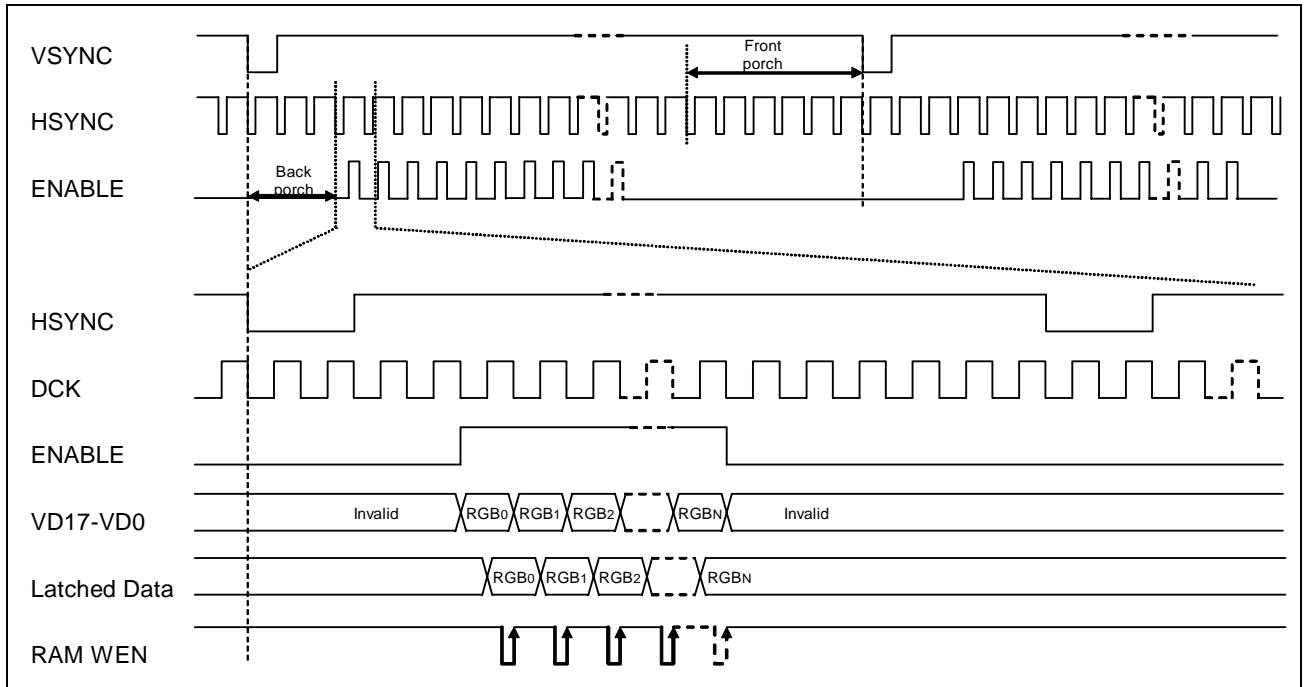 VSYNC
Front
porch
HSYNC
Back
porch
ENABLE
HSYNC
DCK
ENABLE
VD17-VD0
Invalid
RGB0
RGB1
RGB2
RGBN
Invalid
Latched Data
RGB0
RGB1
RGB2
RGBN
RAM WEN